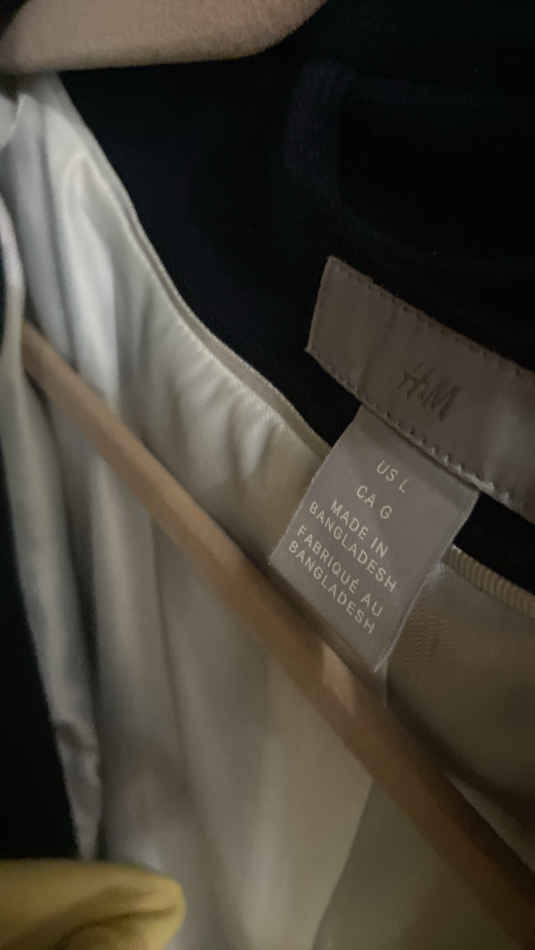 H&M
US L
CA G
MADE IN
BANGLADESH
FABRIQUÉ AU
BANGLADESH